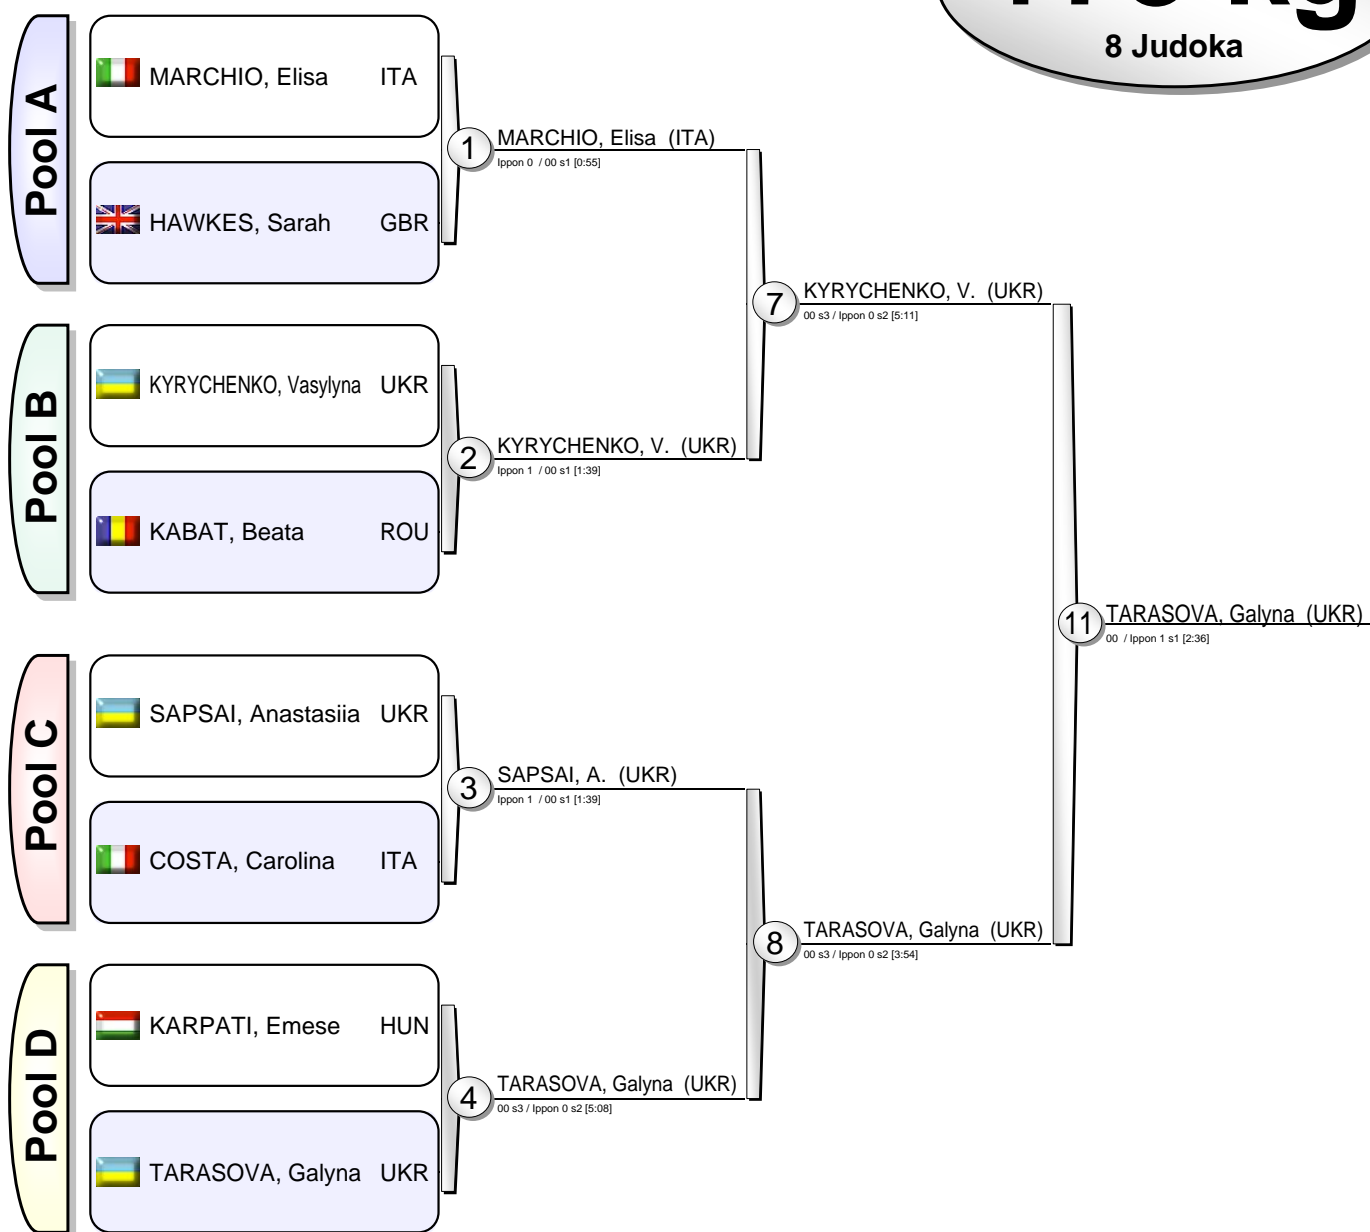 8 Judoka
Pool A
MARCHIO, Elisa ITA
HAWKES, Sarah GBR
1
MARCHIO, Elisa (ITA)
Ippon 0 / 00 s1 [0:55]
Pool B
KYRYCHENKO, Vasylyna UKR
KABAT, Beata ROU
2
KYRYCHENKO, V. (UKR)
Ippon 1 / 00 s1 [1:39]
7
KYRYCHENKO, V. (UKR)
00 s3 / Ippon 0 s2 [5:11]
Pool C
SAPSAI, Anastasiia UKR
COSTA, Carolina ITA
3
SAPSAI, A. (UKR)
Ippon 1 / 00 s1 [1:39]
Pool D
KARPATI, Emese HUN
TARASOVA, Galyna UKR
4
TARASOVA, Galyna (UKR)
00 s3 / Ippon 0 s2 [5:08]
8
TARASOVA, Galyna (UKR)
00 s3 / Ippon 0 s2 [3:54]
11
TARASOVA, Galyna (UKR)
00 / Ippon 1 s1 [2:36]